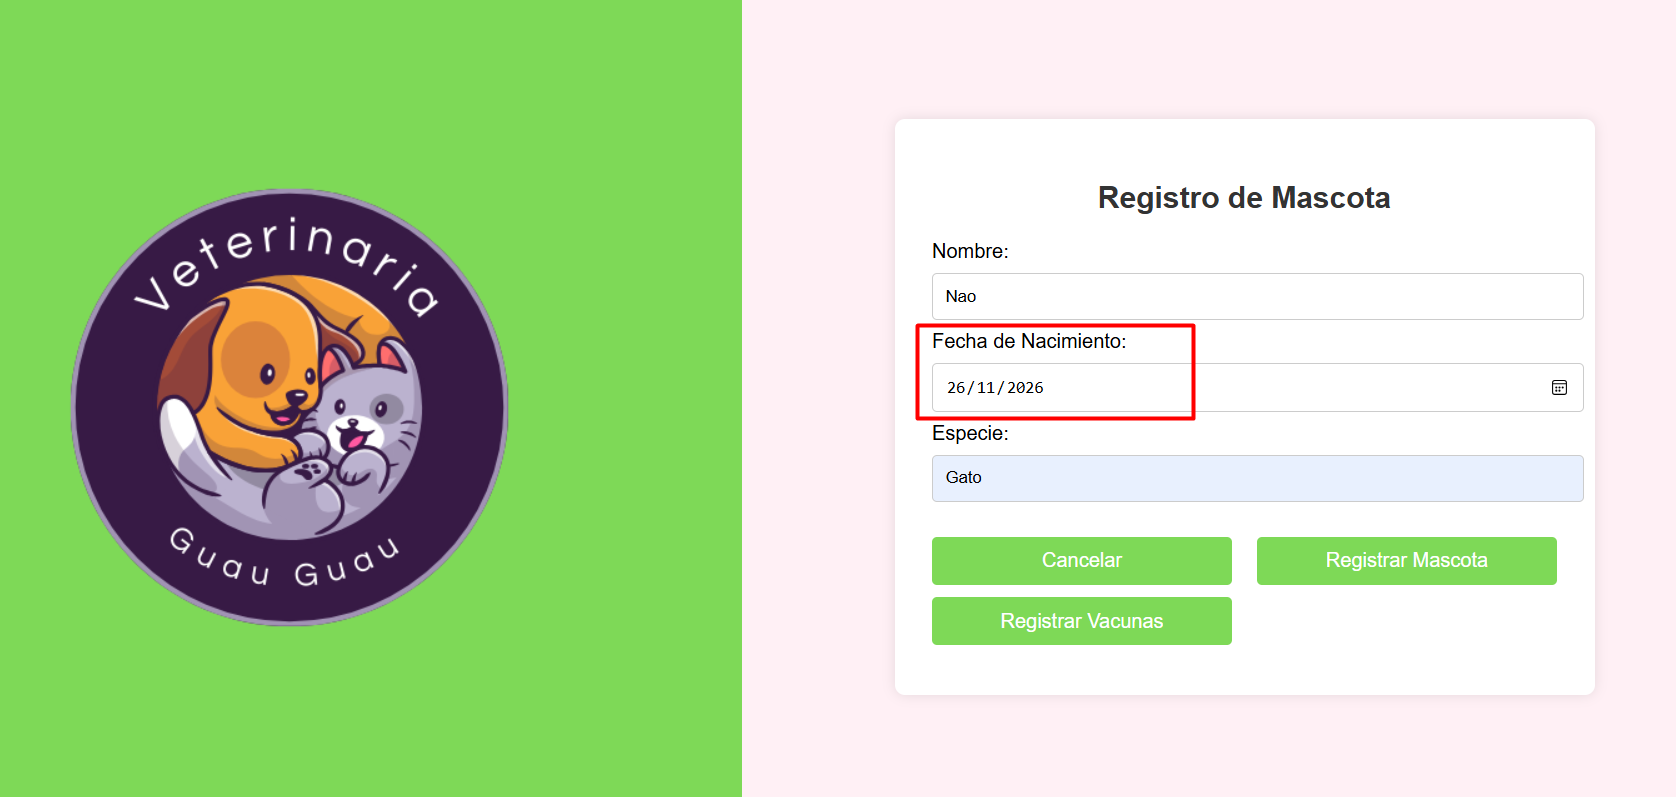 Veterinaria
Guau Guau
Registro de Mascota
Nombre:
Nao
Fecha de Nacimiento:
26/11/2026
Especie:
Gato
Cancelar
Registrar Mascota
Registrar Vacunas